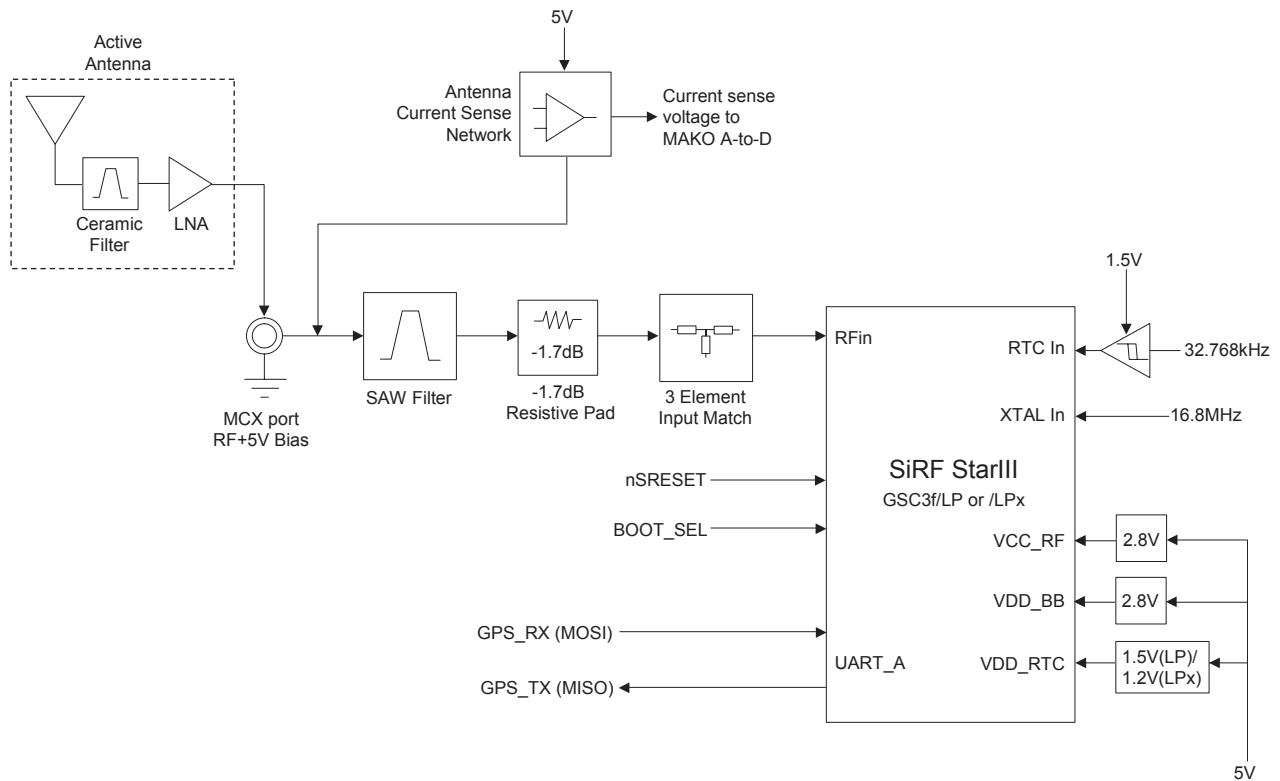 5V
Active
Antenna
Antenna
Current Sense
Network
Current sense
voltage to
MAKO A-to-D
Ceramic
Filter
LNA
1.5V
RFin
RTC In
32.768kHz
-1.7dB
SAW Filter
-1.7dB
Resistive Pad
3 Element
Input Match
MCX port
RF+5V Bias
XTAL In
16.8MHz
SiRF StarIII
GSC3f/LP or /LPx
nSRESET
BOOT_SEL
VCC_RF
2.8V
VDD_BB
2.8V
GPS_RX (MOSI)
UART_A
VDD_RTC
1.5V(LP)/
1.2V(LPx)
GPS_TX (MISO)
5V